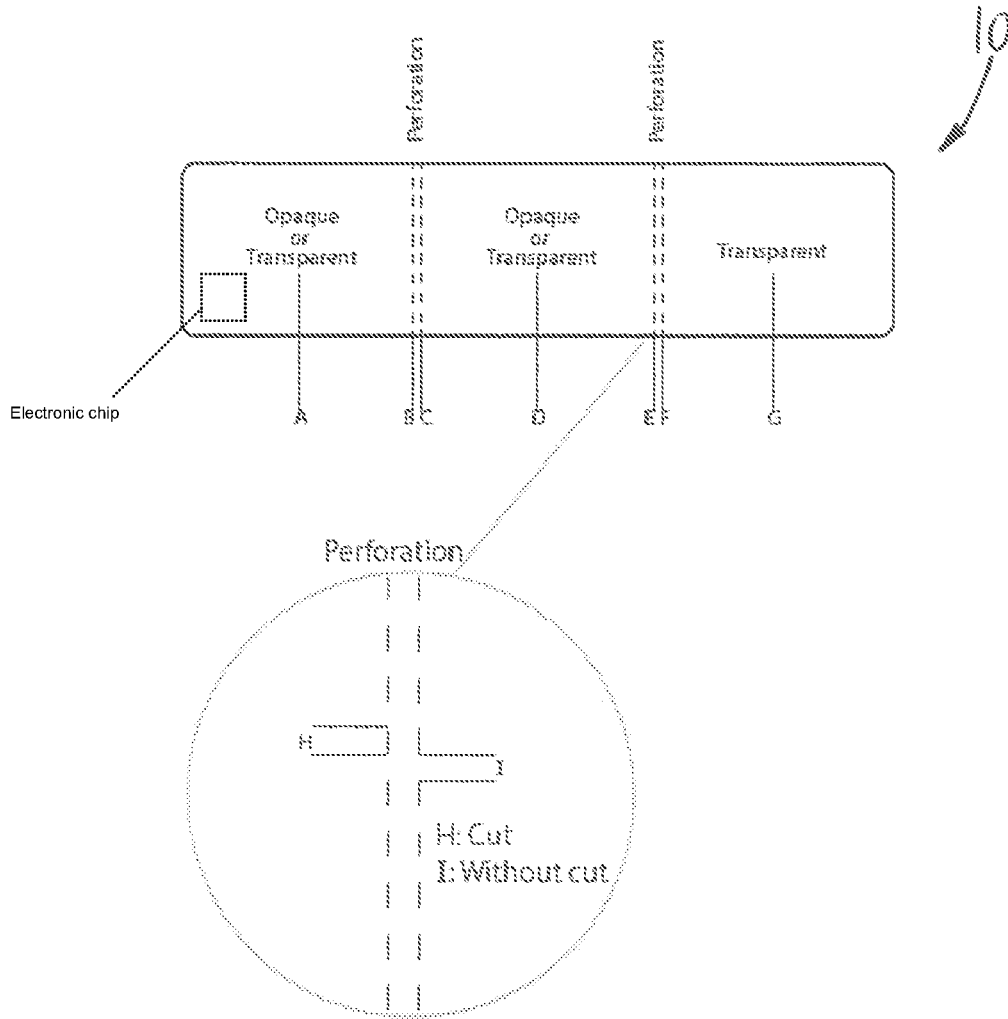 10
Perforation
Perforation
Opaque
or
Transparent
Opaque
or
Transparent
Transparent
Electronic chip
A
B C
D
E F
G
Perforation
H
I
H: Cut
I: Without cut